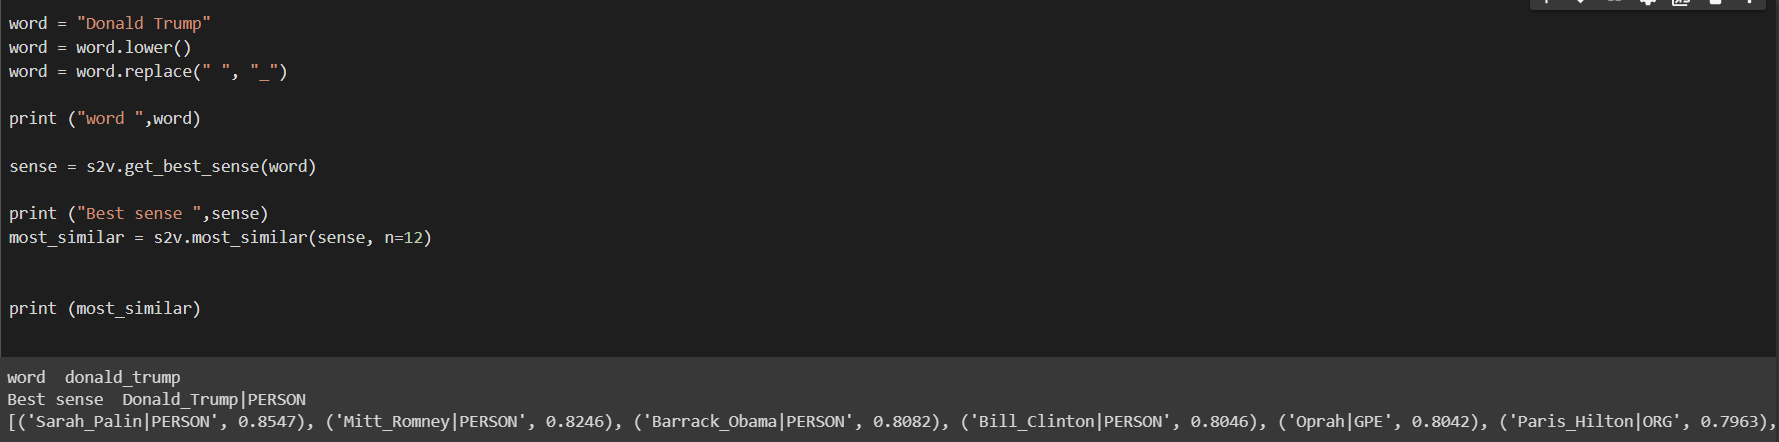 word = "Donald Trump"
word = word.lower()
word = word.replace(" ", "_")
print ("word ",word)
sense = s2v.get_best_sense(word)
print ("Best sense ",sense)
most_similar = s2v.most_similar(sense, n=12)
print (most_similar)
word  donald_trump
Best sense  Donald_Trump|PERSON
[('Sarah_Palin|PERSON', 0.8547), ('Mitt_Romney|PERSON', 0.8246), ('Barrack_Obama|PERSON', 0.8082), ('Bill_Clinton|PERSON', 0.8046), ('Oprah|GPE', 0.8042), ('Paris_Hilton|ORG', 0.7963),